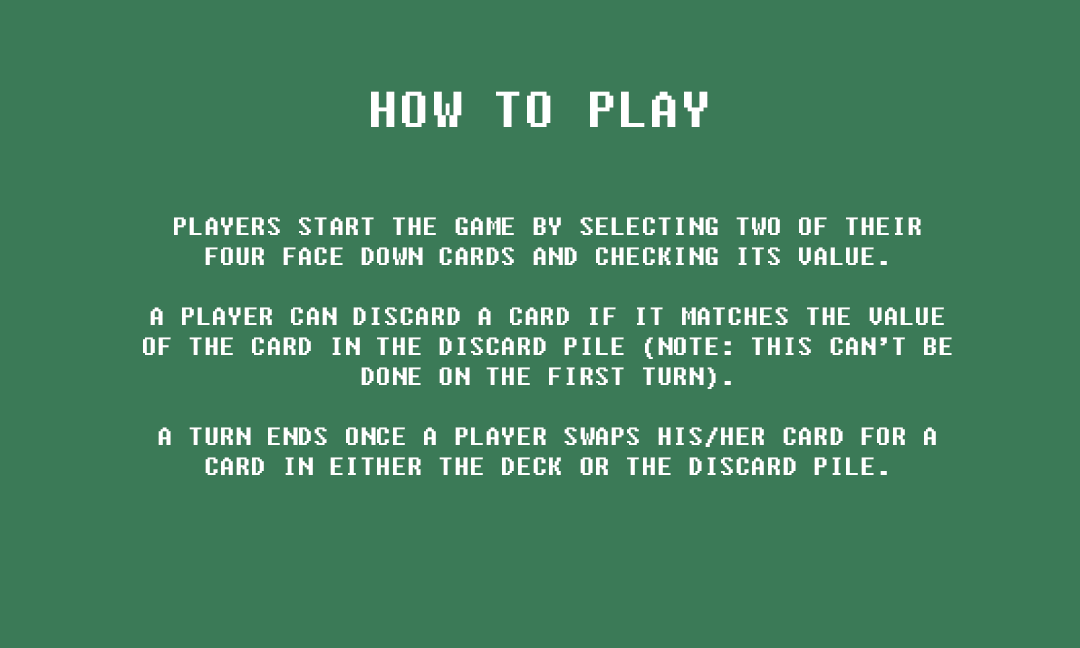 HOW TO PLAY
PLAYERS START THE GAME BY SELECTING TWO OF THEIR
FOUR FACE DOWN CARDS AND CHECKING ITS VALUE.
A PLAYER CAN DISCARD A CARD IF IT MATCHES THE VALUE
OF THE CARD IN THE DISCARD PILE (NOTE: THIS CAN'T BE
DONE ON THE FIRST TURN).
A TURN ENDS ONCE A PLAYER SWAPS HIS/HER CARD FOR A
CARD IN EITHER THE DECK OR THE DISCARD PILE.